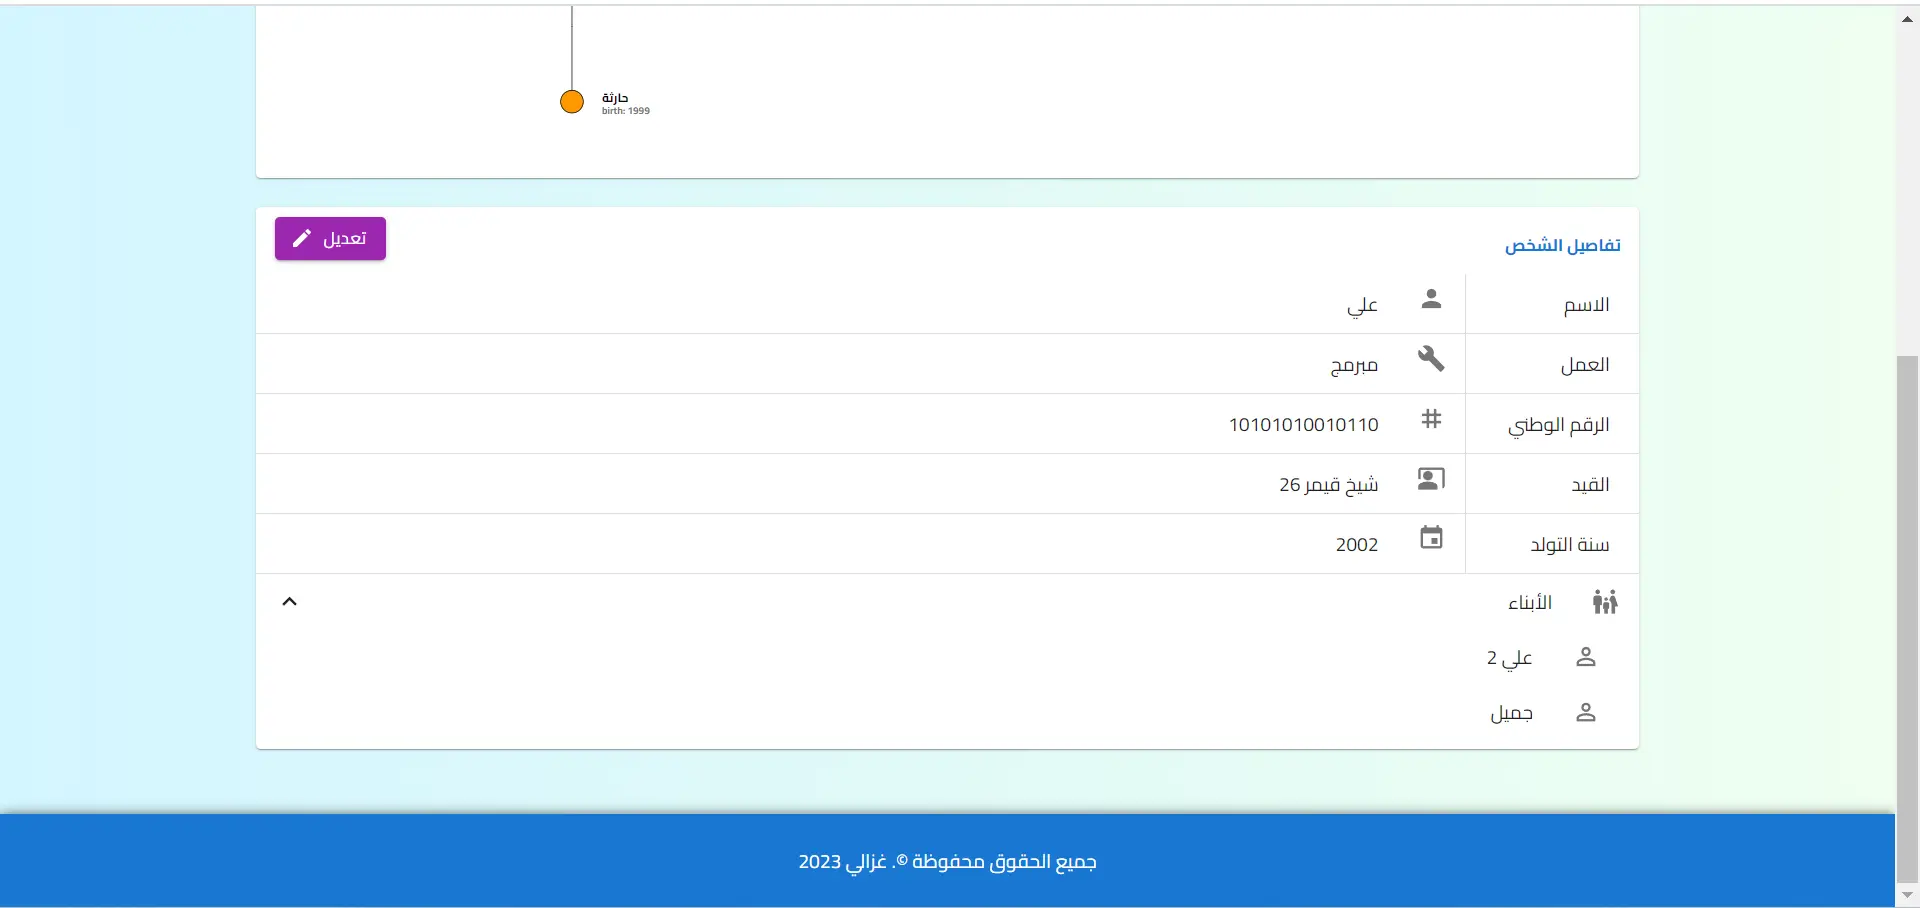 حارثة
birth: 1999
تفاصيل الشخص
تعديل
الاسم علي
العمل مبرمج
الرقم الوطني 10101010010110
القيد شيخ قيمر 26
سنة التولد 2002
الأبناء
علي 2
جميل
جميع الحقوق محفوظة ©. غزالي 2023